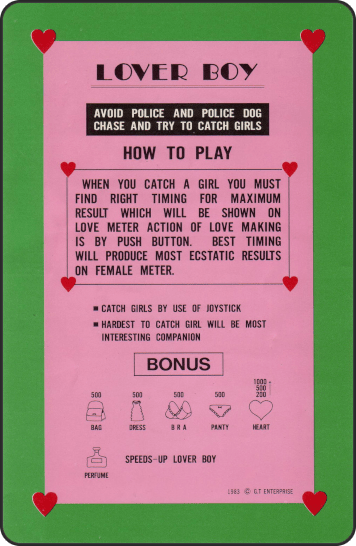 LOVER BOY
AVOID POLICE AND POLICE DOG
CHASE AND TRY TO CATCH GIRLS
HOW TO PLAY
WHEN YOU CATCH A GIRL YOU MUST
FIND RIGHT TIMING FOR MAXIMUM
RESULT WHICH WILL BE SHOWN ON
LOVE METER ACTION OF LOVE MAKING
IS BY PUSH BUTTON. BEST TIMING
WILL PRODUCE MOST ECSTATIC RESULTS
ON FEMALE METER.
■ CATCH GIRLS BY USE OF JOYSTICK
■ HARDEST TO CATCH GIRL WILL BE MOST
INTERESTING COMPANION
BONUS
1000
500
200
500 500 500 500
BAG DRESS BRA PANTY HEART
SPEEDS-UP LOVER BOY
PERFUME
1983 © G.T ENTERPRISE